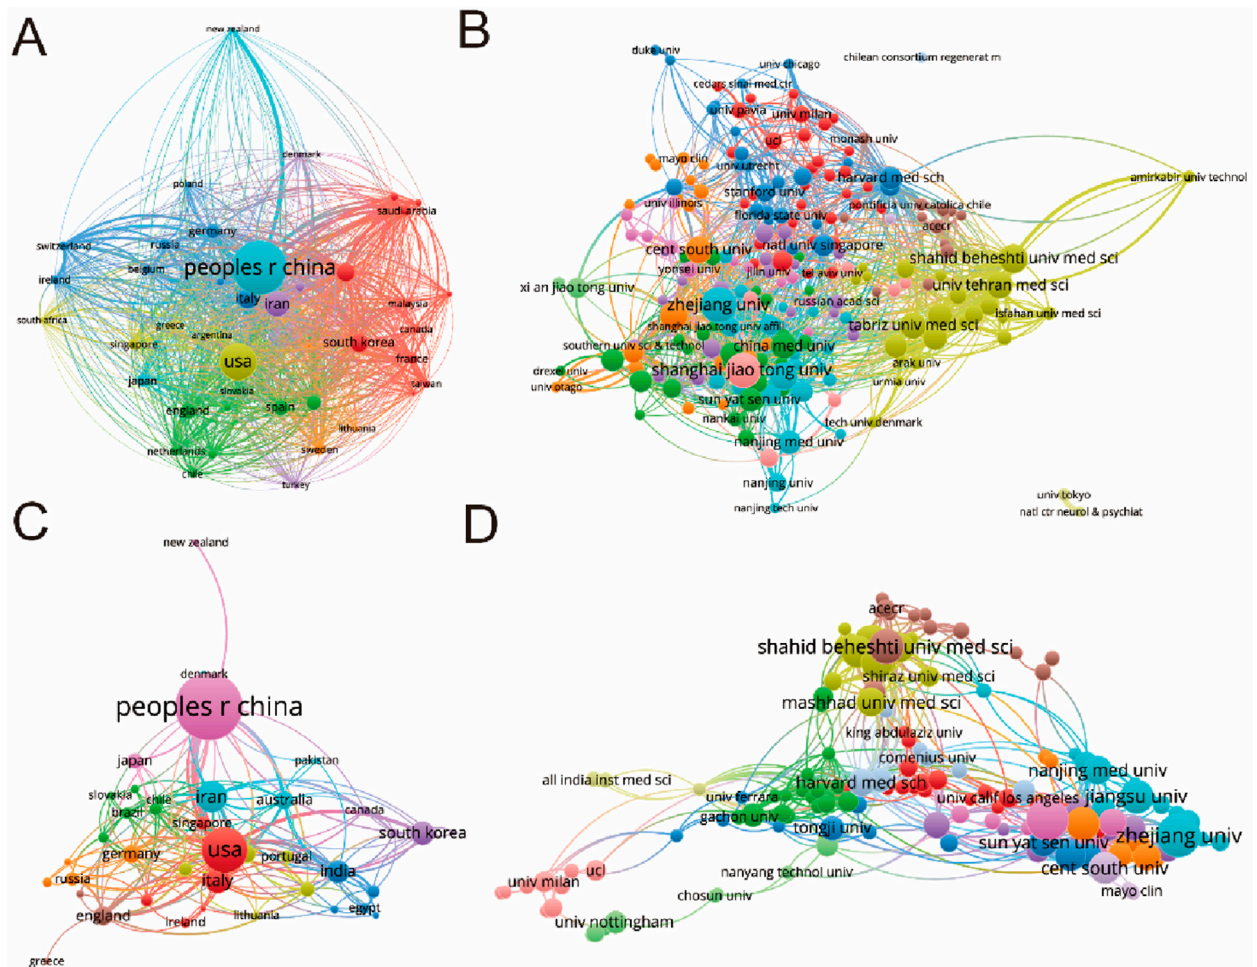 A
new zealand
denmark
poland
saudi arabia
switzerland
russia
germany
ireland
belgium
peoples r china
italy
iran
malaysia
south africa
greece
argentina
canada
singapore
usa
south korea
france
japan
slovakia
taiwan
england
spain
netherlands
lithuania
sweden
chile
turkey
B
duke univ
univ chicago
chilean consortium regenerat m
cedars sinai med ctr
univ pavia
univ milan
ucl
monash univ
mayo clin
univ utrecht
harvard med sch
amirkabir univ technol
stanford univ
univ illinois
pontificia univ catolica chile
florida state univ
acecr
cent south univ
natl univ singapore
shahid beheshti univ med sci
yonsei univ
jilin univ
tel aviv univ
xi an jiao tong univ
univ tehran med sci
zhejiang univ
russian acad sci
isfahan univ med sci
shanghai jiao tong univ affil
tabriz univ med sci
southern univ sci & technol
china med univ
arak univ
drexel univ
shanghai jiao tong univ
univ otago
urmia univ
sun yat sen univ
nankai univ
tech univ denmark
nanjing med univ
nanjing univ
nanjing tech univ
univ tokyo
natl ctr neurol & psychiat
C
new zealand
denmark
peoples r china
japan
pakistan
slovakia
chile
iran
australia
brazil
singapore
canada
south korea
germany
usa
portugal
russia
italy
india
england
ireland
lithuania
egypt
greece
D
acecr
shahid beheshti univ med sci
shiraz univ med sci
mashhad univ med sci
king abdulaziz univ
comenius univ
all india inst med sci
harvard med sch
nanjing med univ
univ ferrara
univ calif los angeles
jiangsu univ
gachon univ
tongji univ
zhejiang univ
sun yat sen univ
ucl
nanyang technol univ
cent south univ
univ milan
chosun univ
mayo clin
univ nottingham